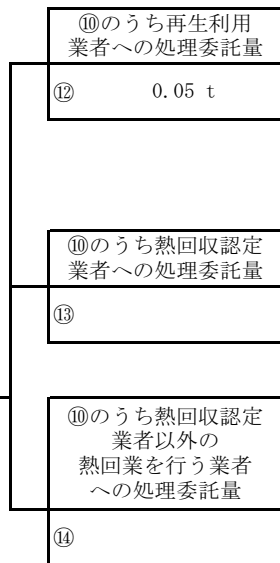 ⑩のうち再生利用
業者への処理委託量
⑫ 0.05 t
⑩のうち熱回収認定
業者への処理委託量
⑬
⑩のうち熱回収認定
業者以外の
熱回業を行う業者
への処理委託量
⑭